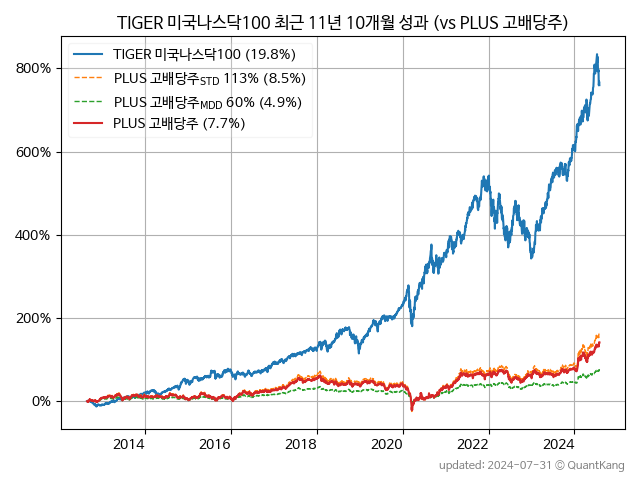 TIGER 미국나스닥100 최근 11년 10개월 성과 (vs PLUS 고배당주)
TIGER 미국나스닥100 (19.8%)
PLUS 고배당주STD 113% (8.5%)
PLUS 고배당주MDD 60% (4.9%)
PLUS 고배당주 (7.7%)
800%
600%
400%
200%
0%
2014 2016 2018 2020 2022 2024
updated: 2024-07-31 © QuantKang